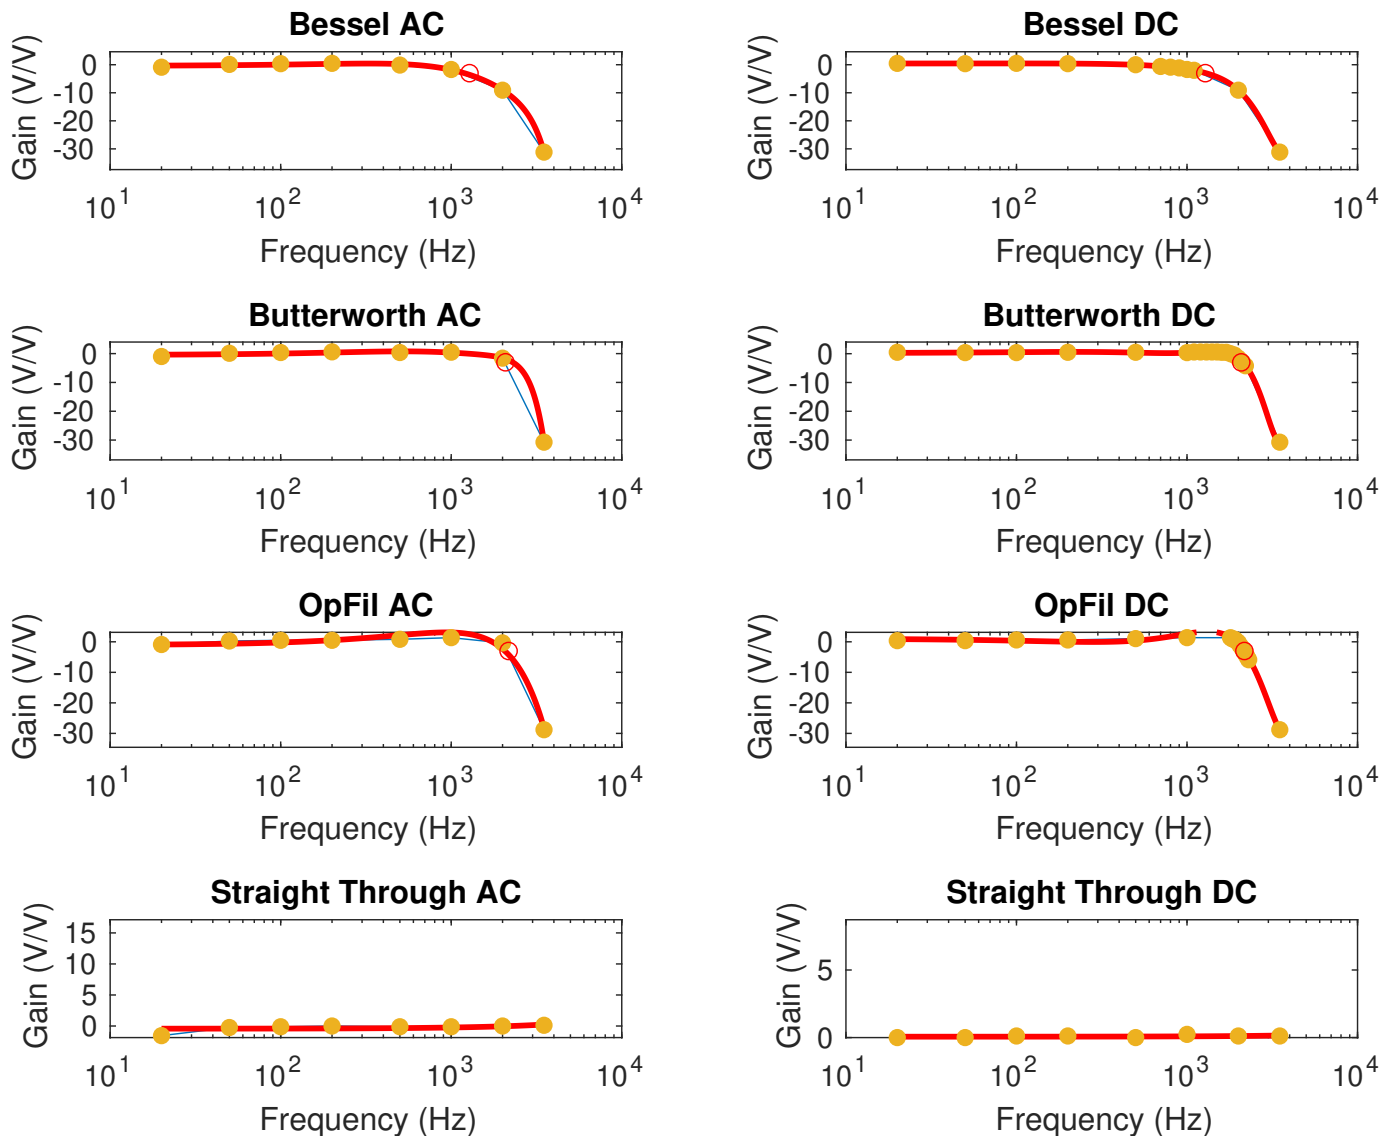 Bessel AC
Gain (V/V)
0
-10
-20
-30
10^1 10^2 10^3 10^4
Frequency (Hz)
Bessel DC
Gain (V/V)
0
-10
-20
-30
10^1 10^2 10^3 10^4
Frequency (Hz)
Butterworth AC
Gain (V/V)
0
-10
-20
-30
10^1 10^2 10^3 10^4
Frequency (Hz)
Butterworth DC
Gain (V/V)
0
-10
-20
-30
10^1 10^2 10^3 10^4
Frequency (Hz)
OpFil AC
Gain (V/V)
0
-10
-20
-30
10^1 10^2 10^3 10^4
Frequency (Hz)
OpFil DC
Gain (V/V)
0
-10
-20
-30
10^1 10^2 10^3 10^4
Frequency (Hz)
Straight Through AC
Gain (V/V)
15
10
5
0
10^1 10^2 10^3 10^4
Frequency (Hz)
Straight Through DC
Gain (V/V)
5
0
10^1 10^2 10^3 10^4
Frequency (Hz)